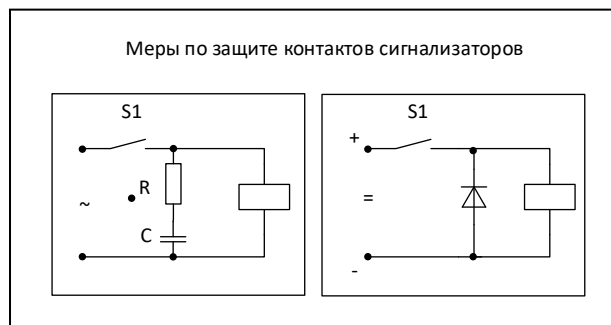 Меры по защите контактов сигнализаторов
S1
R
~
C
S1
+
=
-